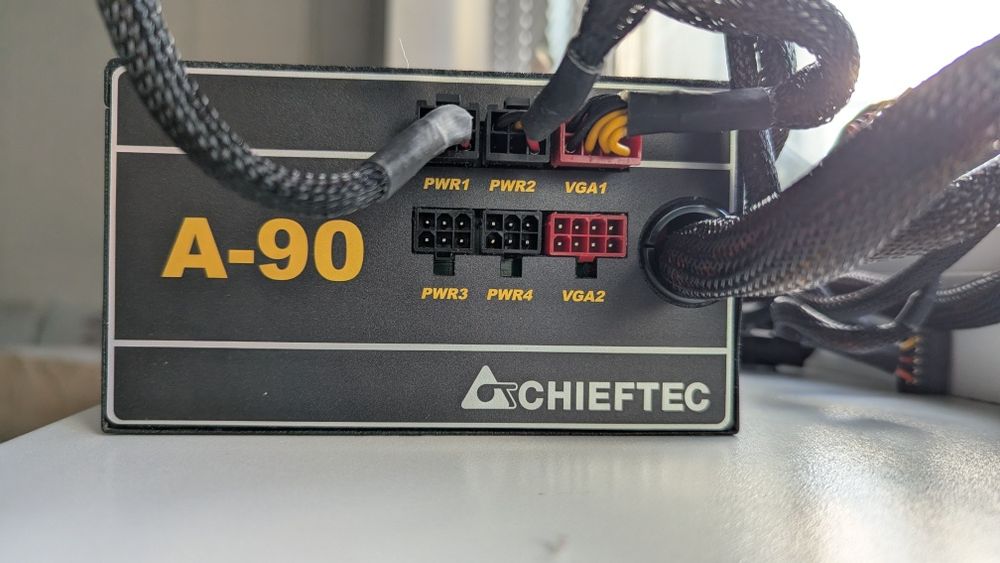 PWR1 PWR2 VGA1
A-90
PWR3 PWR4 VGA2
CHIEFTEC